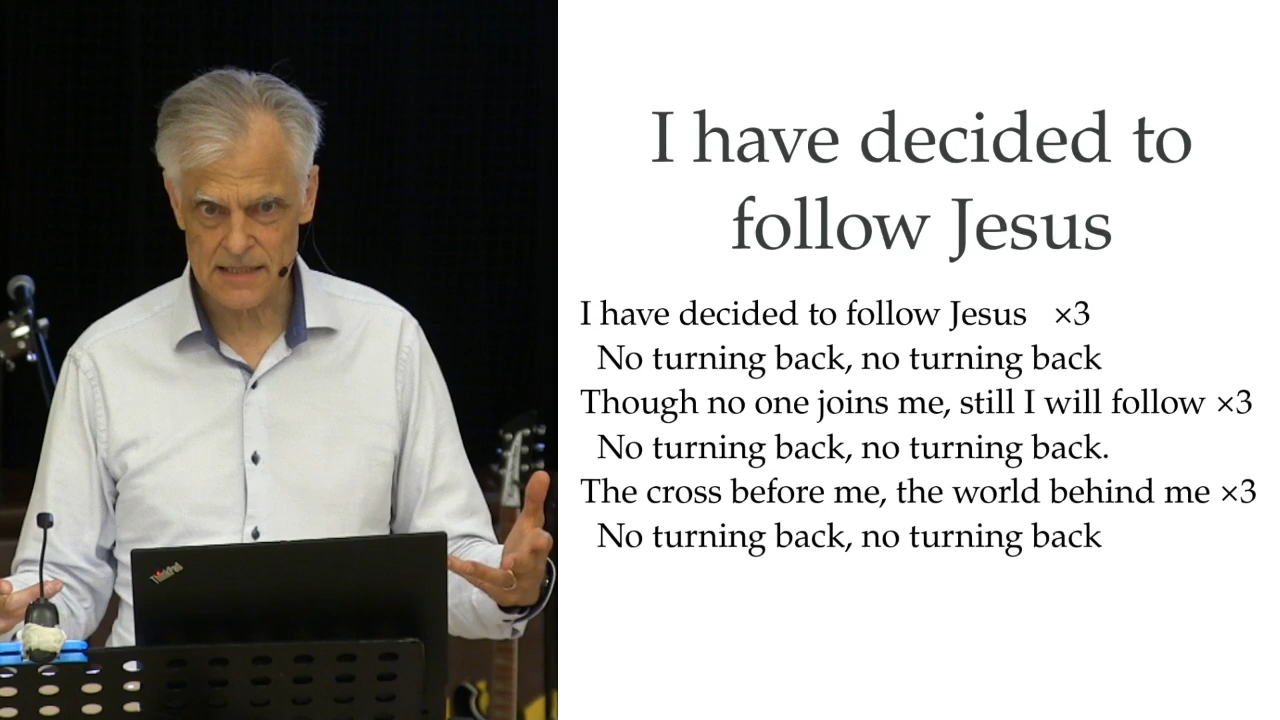 I have decided to
follow Jesus
I have decided to follow Jesus ×3
No turning back, no turning back
Though no one joins me, still I will follow ×3
No turning back, no turning back.
The cross before me, the world behind me ×3
No turning back, no turning back
ThinkPad